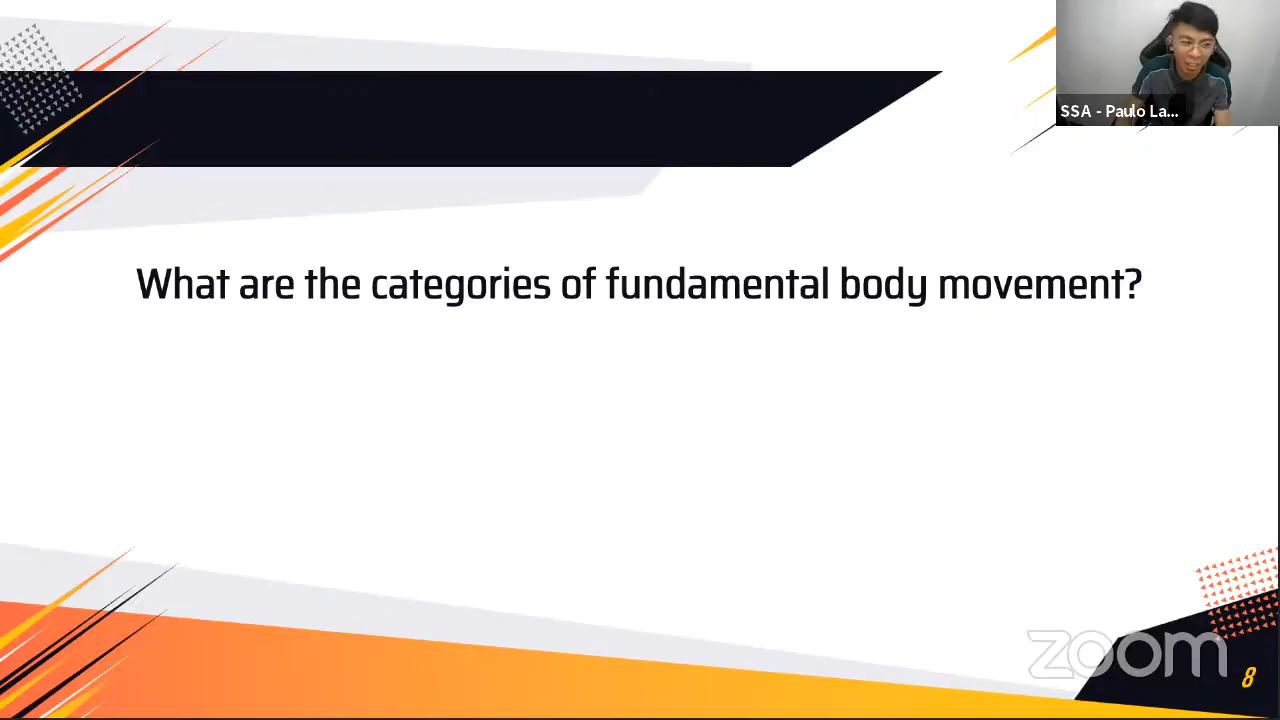 SSA - Paulo La...
What are the categories of fundamental body movement?
zoom
8